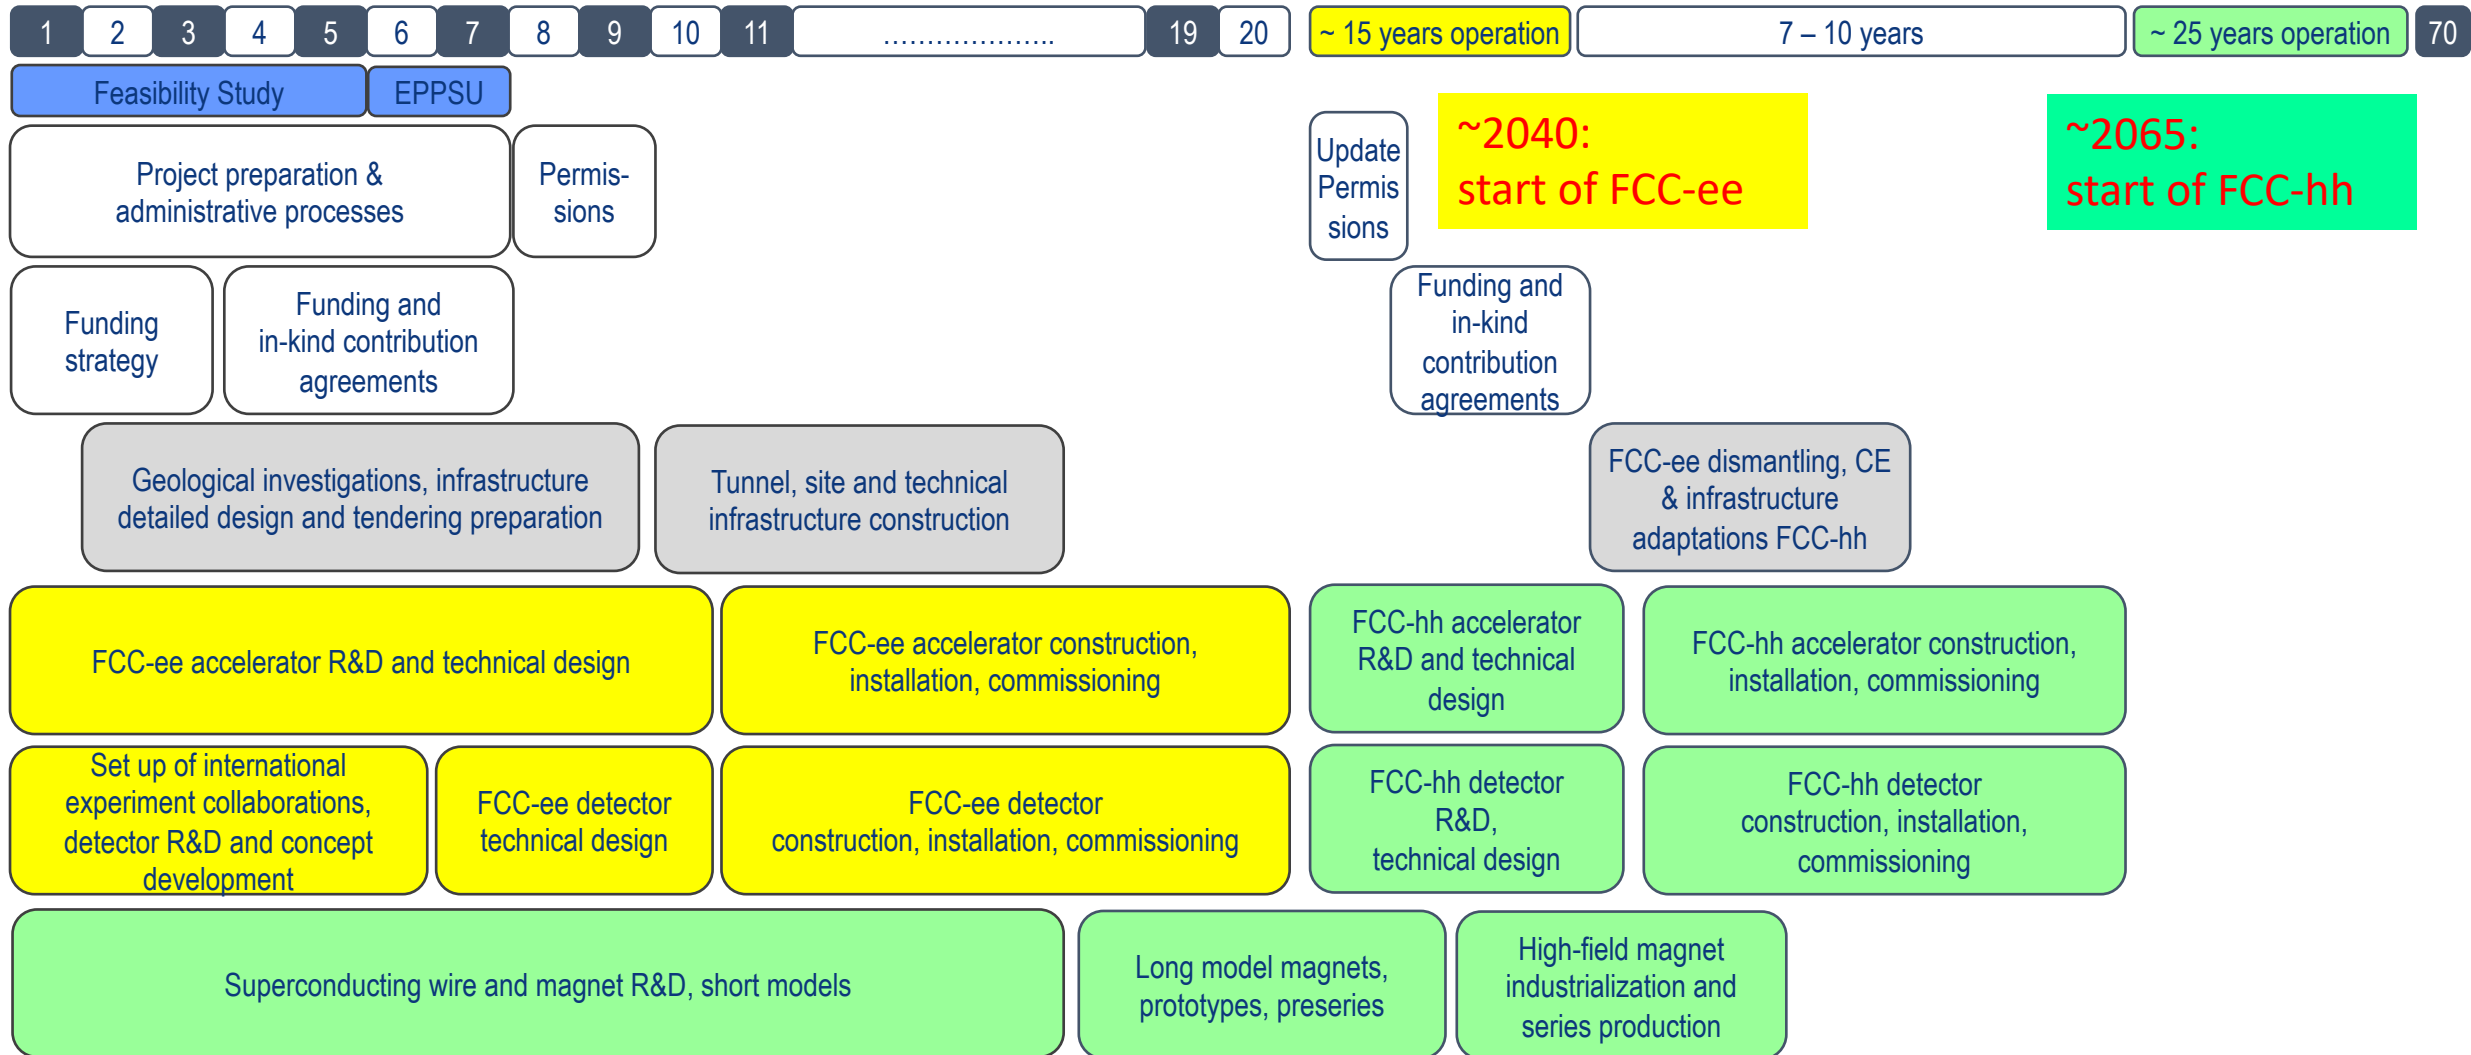 1 2 3 4 5 6 7 8 9 10 11 ……………….. 19 20 ~ 15 years operation 7 – 10 years ~ 25 years operation 70
Feasibility Study
EPPSU
Project preparation &
administrative processes
Permis-
sions
Update
Permis
sions
~2040:
start of FCC-ee
~2065:
start of FCC-hh
Funding
strategy
Funding and
in-kind contribution
agreements
Funding and
in-kind
contribution
agreements
Geological investigations, infrastructure
detailed design and tendering preparation
Tunnel, site and technical
infrastructure construction
FCC-ee dismantling, CE
& infrastructure
adaptations FCC-hh
FCC-ee accelerator R&D and technical design
FCC-ee accelerator construction,
installation, commissioning
FCC-hh accelerator
R&D and technical
design
FCC-hh accelerator construction,
installation, commissioning
Set up of international
experiment collaborations,
detector R&D and concept
development
FCC-ee detector
technical design
FCC-ee detector
construction, installation, commissioning
FCC-hh detector
R&D,
technical design
FCC-hh detector
construction, installation,
commissioning
Superconducting wire and magnet R&D, short models
Long model magnets,
prototypes, preseries
High-field magnet
industrialization and
series production